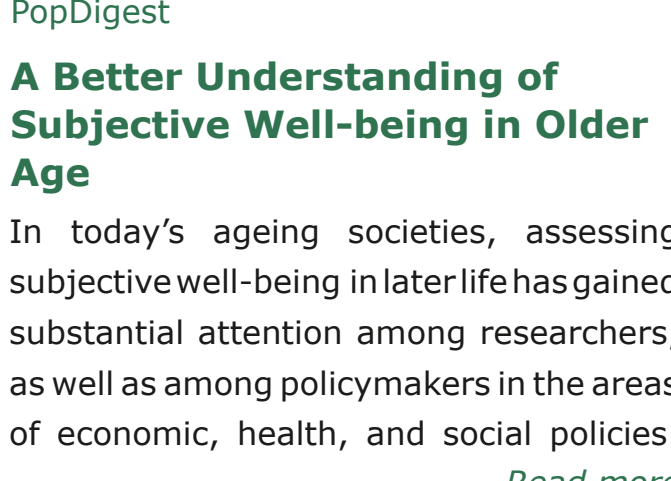 PopDigest
A Better Understanding of
Subjective Well-being in Older
Age
In today’s ageing societies, assessing
subjective well-being in later life has gained
substantial attention among researchers,
as well as among policymakers in the areas
of economic, health, and social policies
Read more